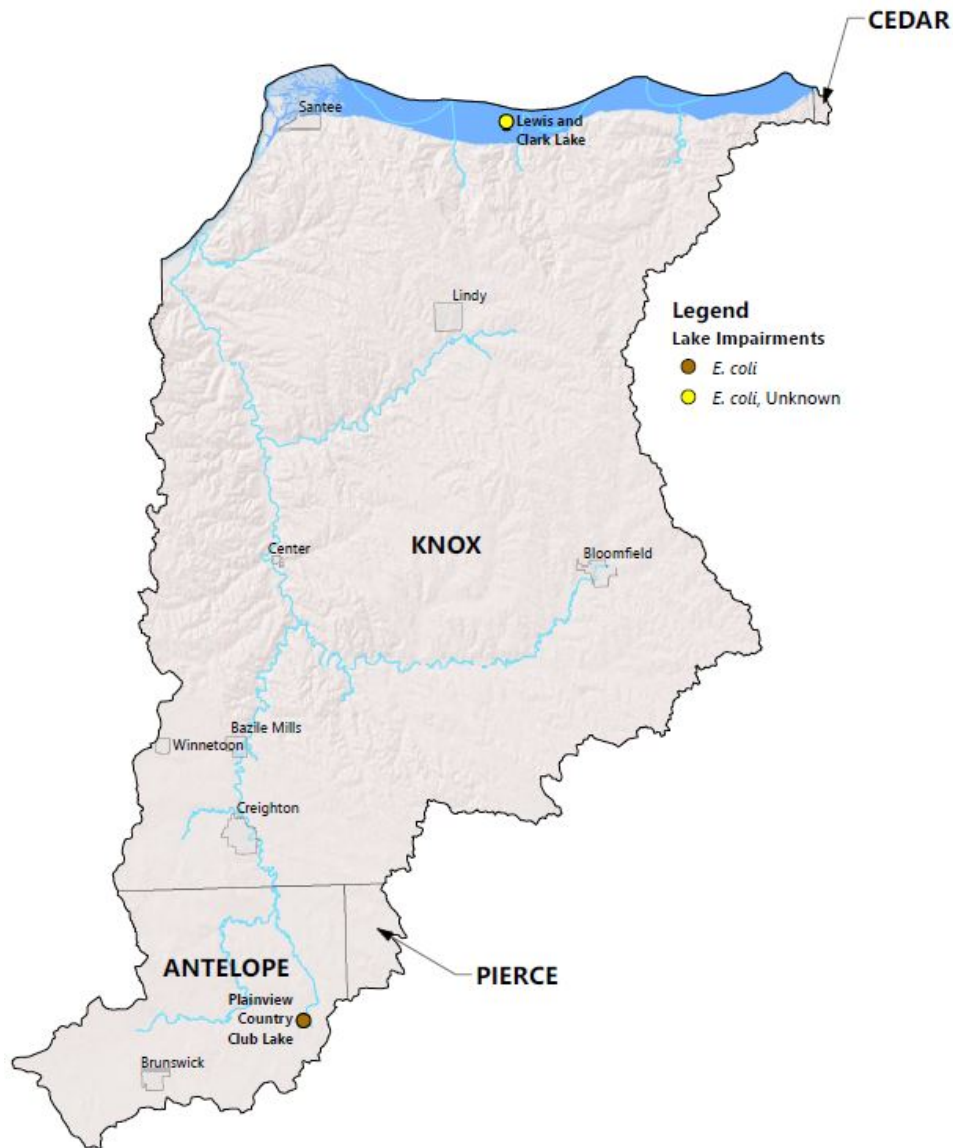 CEDAR
Santee
Lewis and
Clark Lake
Lindy
Legend
Lake Impairments
E. coli
E. coli, Unknown
Center
KNOX
Bloomfield
Bazile Mills
Winnetoon
Creighton
ANTELOPE
PIERCE
Plainview
Country
Club Lake
Brunswick